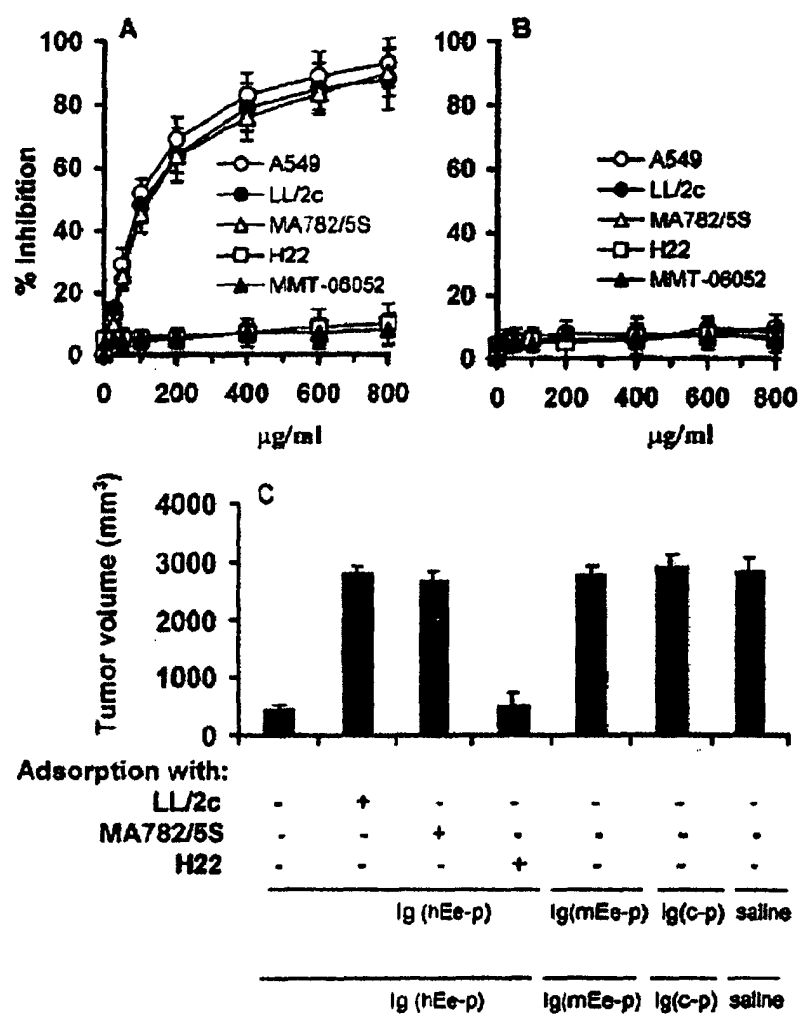 A
100
80
60
40
20
0
% Inhibition
A549
LL/2c
MA782/5S
H22
MMT-06052
0 200 400 600 800
µg/ml
B
100
80
60
40
20
0
A549
LL/2c
MA782/5S
H22
MMT-06052
0 200 400 600 800
µg/ml
C
4000
3000
2000
1000
0
Tumor volume (mm³)
Adsorption with:
LL/2c - + - - - - -
MA782/5S - - + - - - -
H22 - - - + - - -
Ig (hEe-p) Ig(mEe-p) Ig(c-p) saline
Ig (hEe-p) Ig(mEe-p) Ig(c-p) saline